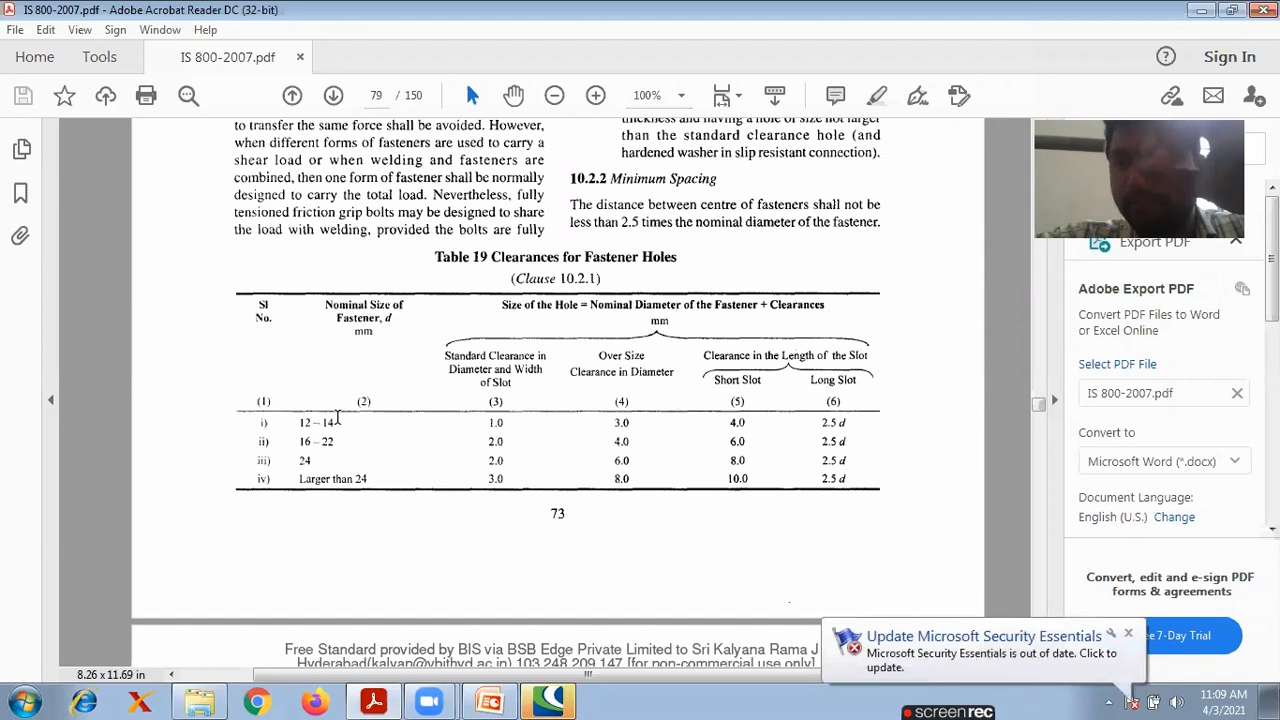 IS 800-2007.pdf - Adobe Acrobat Reader DC (32-bit)
File Edit View Sign Window Help
Home Tools IS 800-2007.pdf × Sign In
79 / 150 100%
to transfer the same force shall be avoided. However,
when different forms of fasteners are used to carry a
shear load or when welding and fasteners are
combined, then one form of fastener shall be normally
designed to carry the total load. Nevertheless, fully
tensioned friction grip bolts may be designed to share
the load with welding, provided the bolts are fully
thickness and having a hole of size not larger
than the standard clearance hole (and
hardened washer in slip resistant connection).
10.2.2 Minimum Spacing
The distance between centre of fasteners shall not be
less than 2.5 times the nominal diameter of the fastener.
Table 19 Clearances for Fastener Holes
(Clause 10.2.1)
Sl No. Nominal Size of Fastener, d mm Size of the Hole = Nominal Diameter of the Fastener + Clearances
mm
Standard Clearance in Diameter and Width of Slot Over Size Clearance in Diameter Clearance in the Length of the Slot
Short Slot Long Slot
(1) (2) (3) (4) (5) (6)
i) 12 – 14 1.0 3.0 4.0 2.5 d
ii) 16 – 22 2.0 4.0 6.0 2.5 d
iii) 24 2.0 6.0 8.0 2.5 d
iv) Larger than 24 3.0 8.0 10.0 2.5 d
73
Free Standard provided by BIS via BSB Edge Private Limited to Sri Kalyana Rama J
Hyderabad(kalyan@vbithyd.ac.in) 103.248.209.147 [for non-commercial use only]
8.26 x 11.69 in
Export PDF
Adobe Export PDF
Convert PDF Files to Word
or Excel Online
Select PDF File
IS 800-2007.pdf ×
Convert to
Microsoft Word (*.docx)
Document Language:
English (U.S.) Change
Convert, edit and e-sign PDF
forms & agreements
7-Day Trial
Update Microsoft Security Essentials
Microsoft Security Essentials is out of date. Click to
update.
screenrec
11:09 AM
4/3/2021